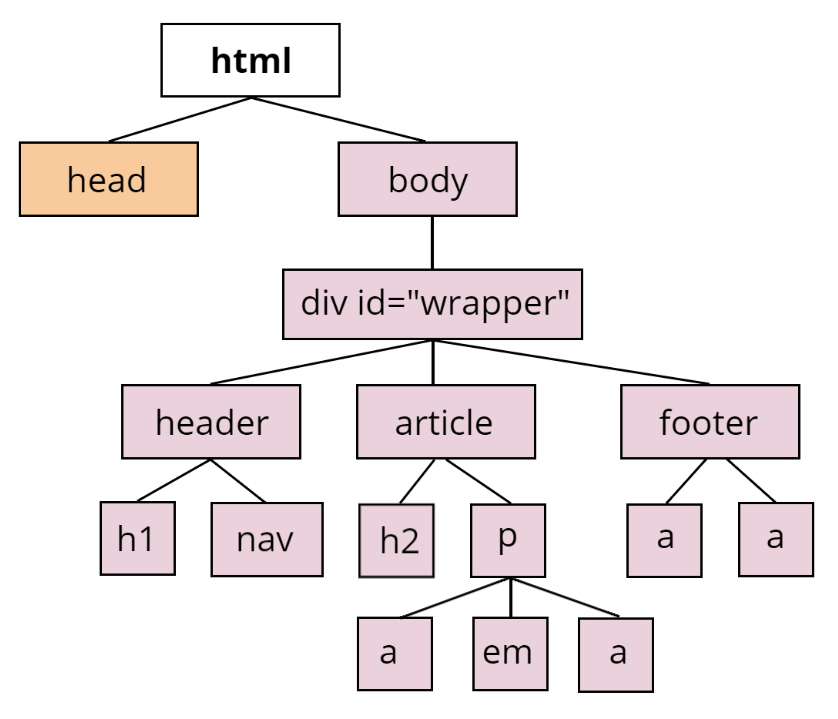 html
head
body
div id="wrapper"
header
article
footer
h1
nav
h2
p
a
a
a
em
a